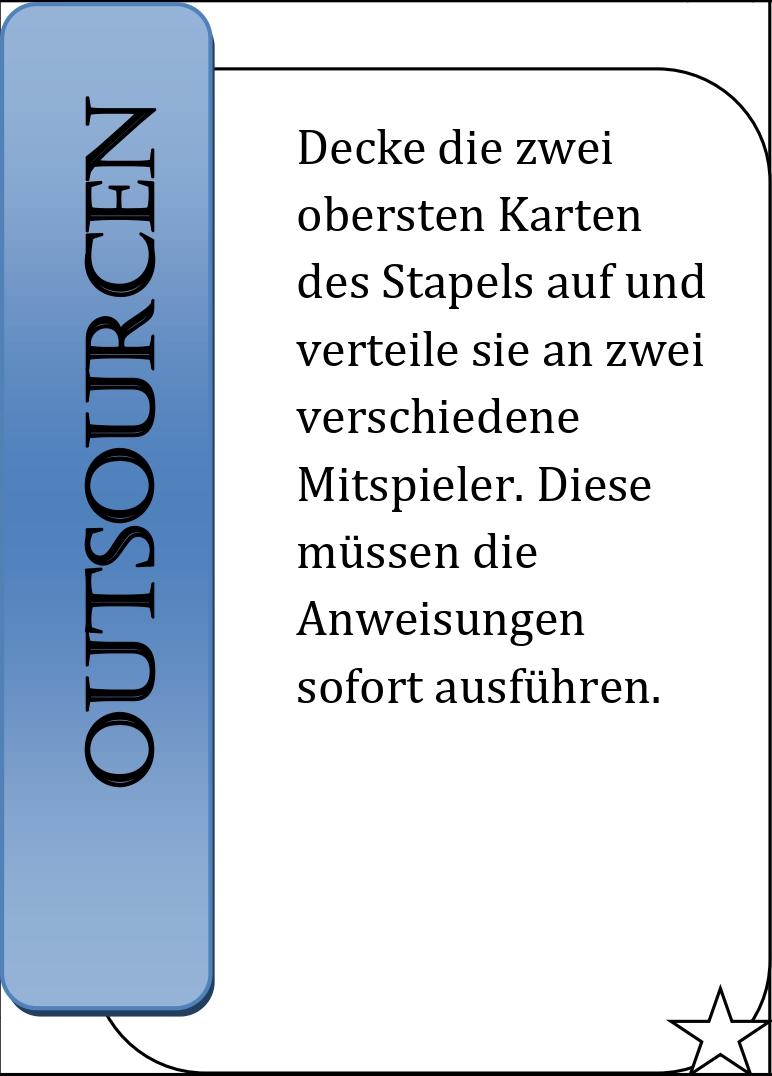 OUTSOURCEN
Decke die zwei
obersten Karten
des Stapels auf und
verteile sie an zwei
verschiedene
Mitspieler. Diese
müssen die
Anweisungen
sofort ausführen.